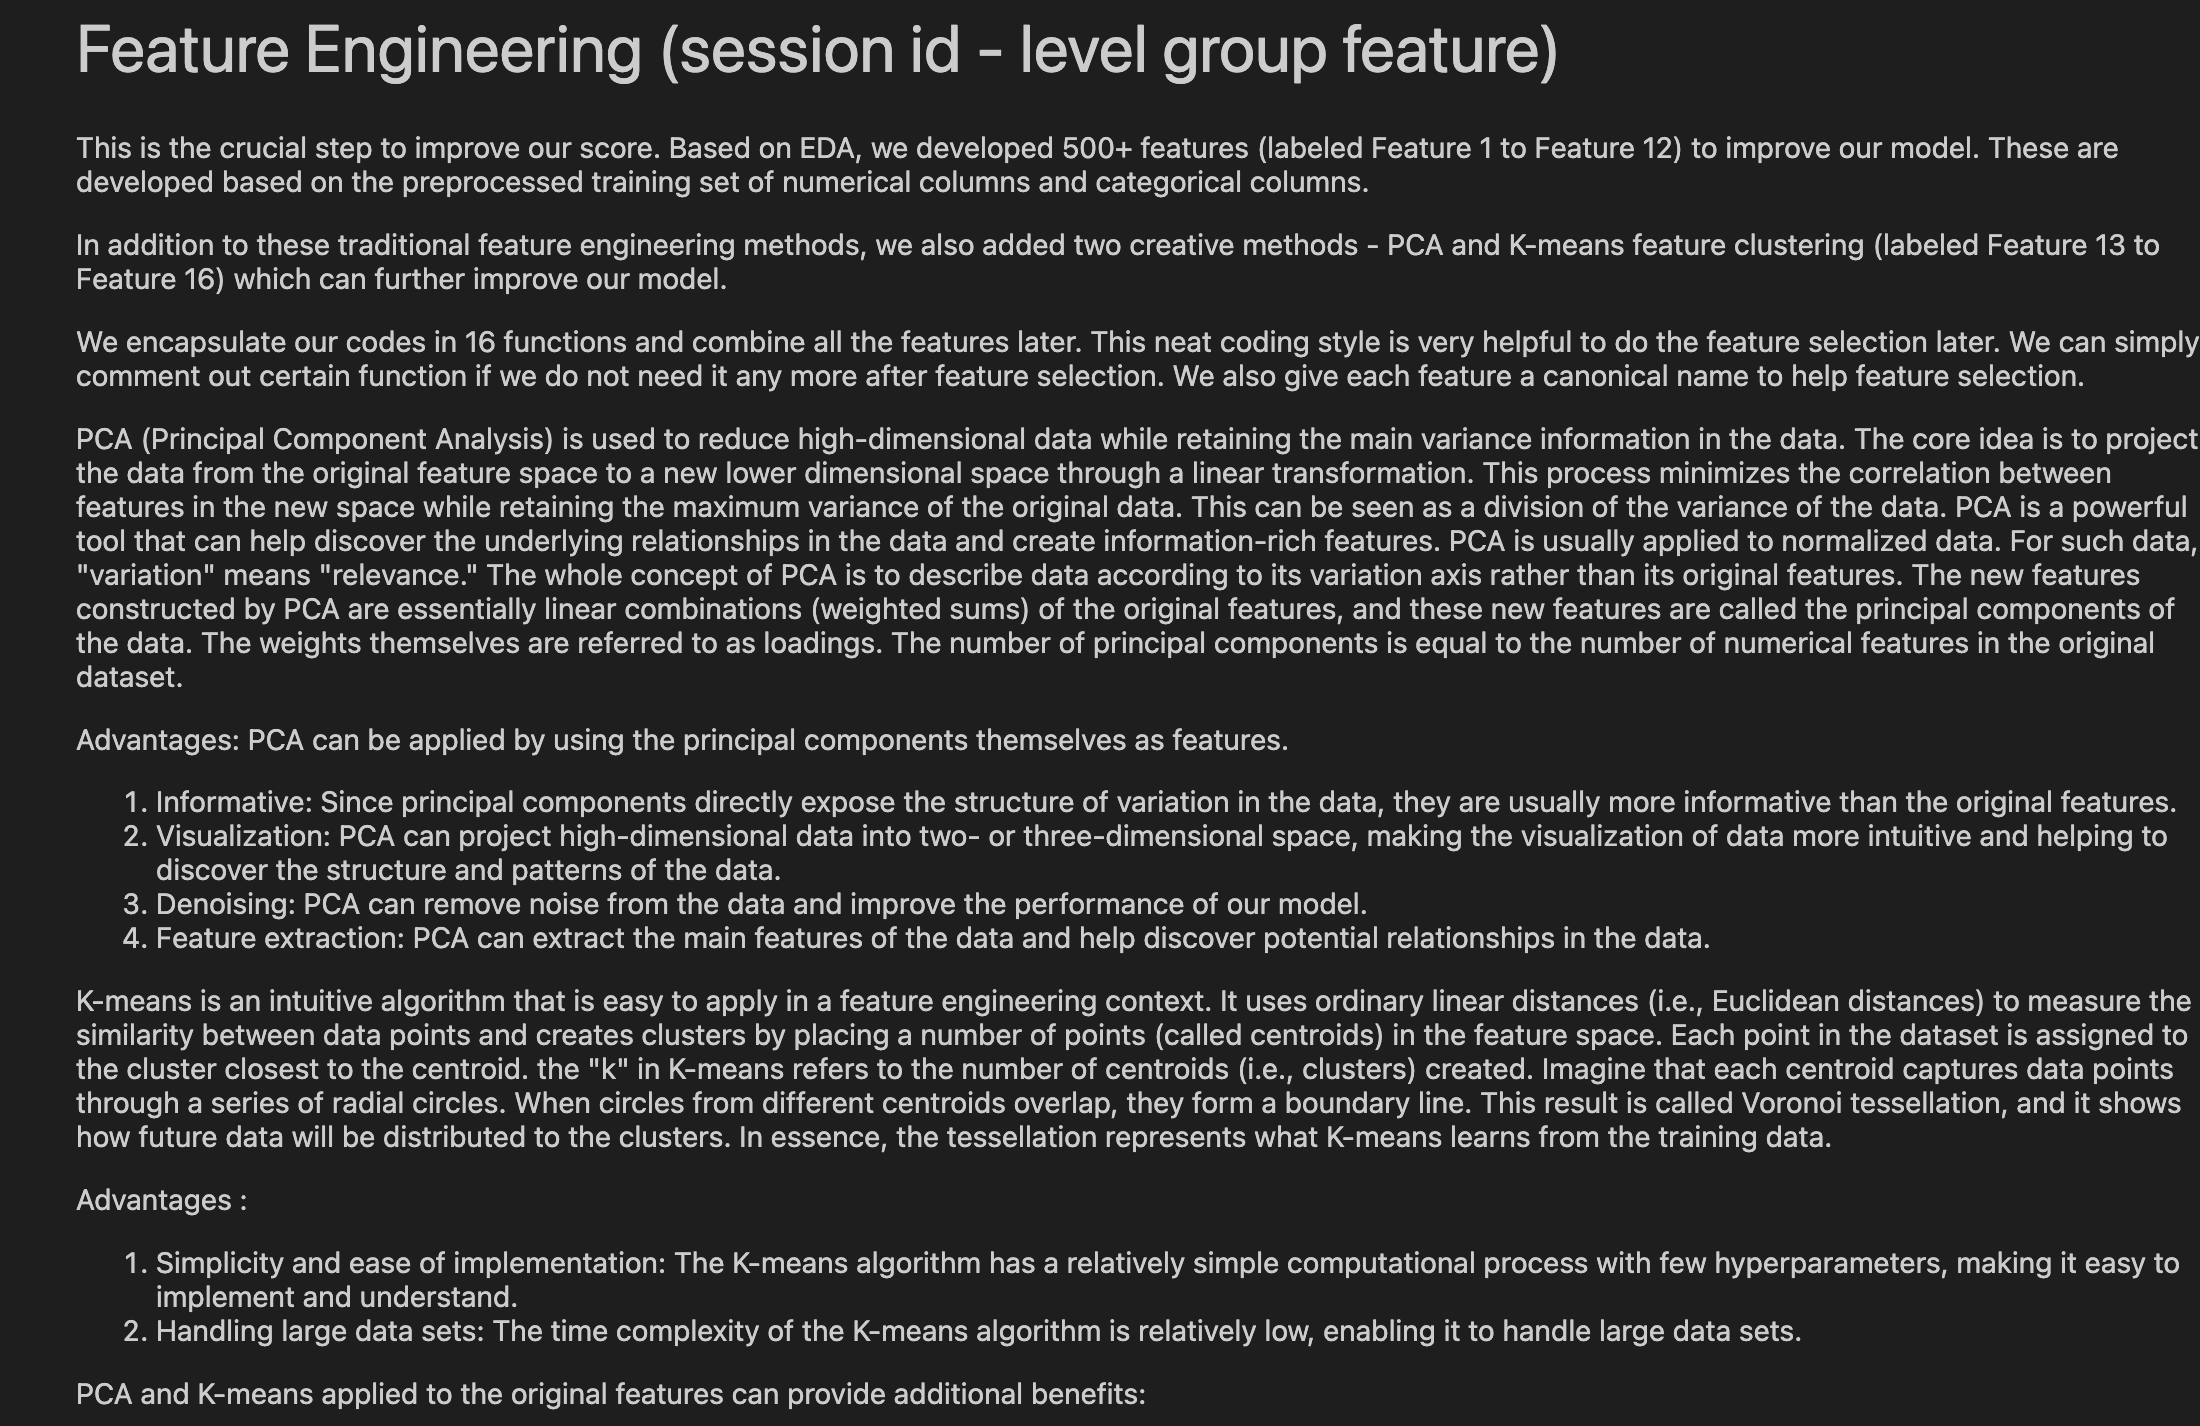 Feature Engineering (session id - level group feature)
This is the crucial step to improve our score. Based on EDA, we developed 500+ features (labeled Feature 1 to Feature 12) to improve our model. These are
developed based on the preprocessed training set of numerical columns and categorical columns.
In addition to these traditional feature engineering methods, we also added two creative methods - PCA and K-means feature clustering (labeled Feature 13 to
Feature 16) which can further improve our model.
We encapsulate our codes in 16 functions and combine all the features later. This neat coding style is very helpful to do the feature selection later. We can simply
comment out certain function if we do not need it any more after feature selection. We also give each feature a canonical name to help feature selection.
PCA (Principal Component Analysis) is used to reduce high-dimensional data while retaining the main variance information in the data. The core idea is to project
the data from the original feature space to a new lower dimensional space through a linear transformation. This process minimizes the correlation between
features in the new space while retaining the maximum variance of the original data. This can be seen as a division of the variance of the data. PCA is a powerful
tool that can help discover the underlying relationships in the data and create information-rich features. PCA is usually applied to normalized data. For such data,
"variation" means "relevance." The whole concept of PCA is to describe data according to its variation axis rather than its original features. The new features
constructed by PCA are essentially linear combinations (weighted sums) of the original features, and these new features are called the principal components of
the data. The weights themselves are referred to as loadings. The number of principal components is equal to the number of numerical features in the original
dataset.
Advantages: PCA can be applied by using the principal components themselves as features.
1. Informative: Since principal components directly expose the structure of variation in the data, they are usually more informative than the original features.
2. Visualization: PCA can project high-dimensional data into two- or three-dimensional space, making the visualization of data more intuitive and helping to
discover the structure and patterns of the data.
3. Denoising: PCA can remove noise from the data and improve the performance of our model.
4. Feature extraction: PCA can extract the main features of the data and help discover potential relationships in the data.
K-means is an intuitive algorithm that is easy to apply in a feature engineering context. It uses ordinary linear distances (i.e., Euclidean distances) to measure the
similarity between data points and creates clusters by placing a number of points (called centroids) in the feature space. Each point in the dataset is assigned to
the cluster closest to the centroid. the "k" in K-means refers to the number of centroids (i.e., clusters) created. Imagine that each centroid captures data points
through a series of radial circles. When circles from different centroids overlap, they form a boundary line. This result is called Voronoi tessellation, and it shows
how future data will be distributed to the clusters. In essence, the tessellation represents what K-means learns from the training data.
Advantages :
1. Simplicity and ease of implementation: The K-means algorithm has a relatively simple computational process with few hyperparameters, making it easy to
implement and understand.
2. Handling large data sets: The time complexity of the K-means algorithm is relatively low, enabling it to handle large data sets.
PCA and K-means applied to the original features can provide additional benefits: